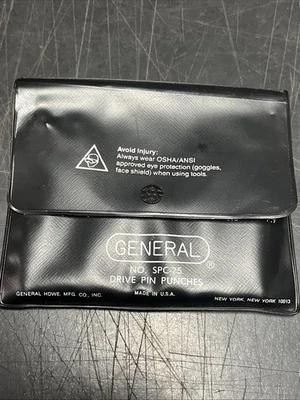 Avoid Injury:
Always wear OSHA/ANSI
approved eye protection (goggles,
face shield) when using tools.
GENERAL®
NO. SPC-75
DRIVE PIN PUNCHES
GENERAL HDWE. MFG. CO., INC. MADE IN U.S.A. NEW YORK, NEW YORK 10013